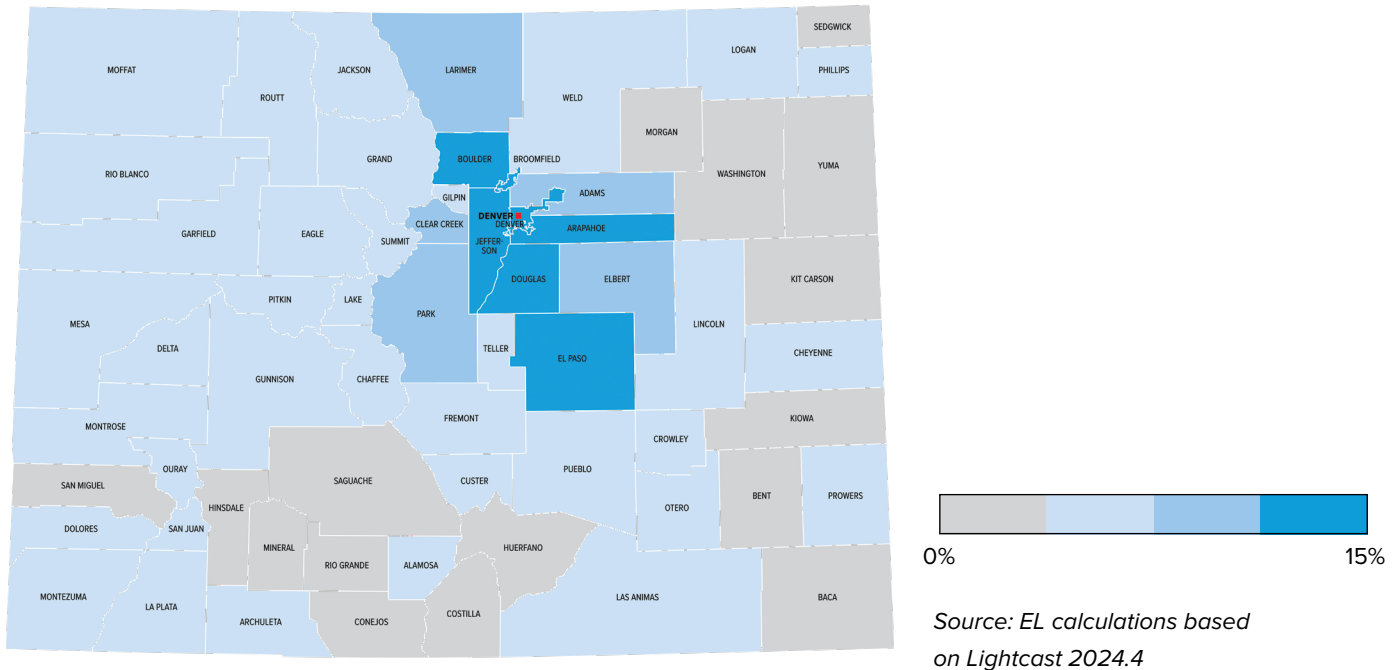 SEDGWICK
LOGAN
MOFFAT
JACKSON
LARIMER
PHILLIPS
ROUTT
WELD
MORGAN
GRAND
BOULDER
BROOMFIELD
YUMA
RIO BLANCO
WASHINGTON
GILPIN
ADAMS
DENVER
CLEAR CREEK
DENVER
ARAPAHOE
GARFIELD
EAGLE
SUMMIT
JEFFER-
SON
DOUGLAS
ELBERT
KIT CARSON
PITKIN
LAKE
PARK
MESA
LINCOLN
DELTA
TELLER
CHEYENNE
EL PASO
GUNNISON
CHAFFEE
FREMONT
KIOWA
MONTROSE
CROWLEY
OURAY
PUEBLO
SAN MIGUEL
SAGUACHE
CUSTER
BENT
PROWERS
HINSDALE
OTERO
DOLORES
SAN JUAN
MINERAL
HUERFANO
RIO GRANDE
ALAMOSA
MONTEZUMA
LAS ANIMAS
BACA
LA PLATA
COSTILLA
ARCHULETA
CONEJOS
0%
15%
Source: EL calculations based
on Lightcast 2024.4